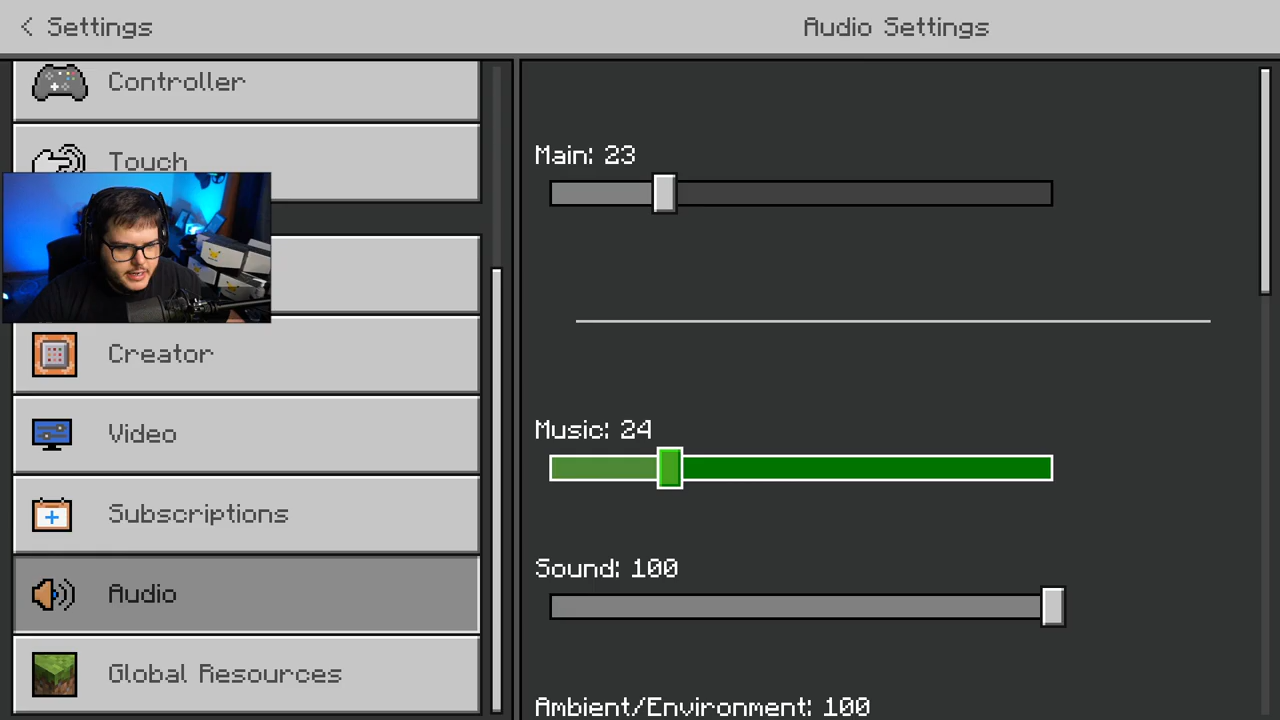 < Settings
Audio Settings
Controller
Touch
Creator
Video
Subscriptions
Audio
Global Resources
Main: 23
Music: 24
Sound: 100
Ambient/Environment: 100